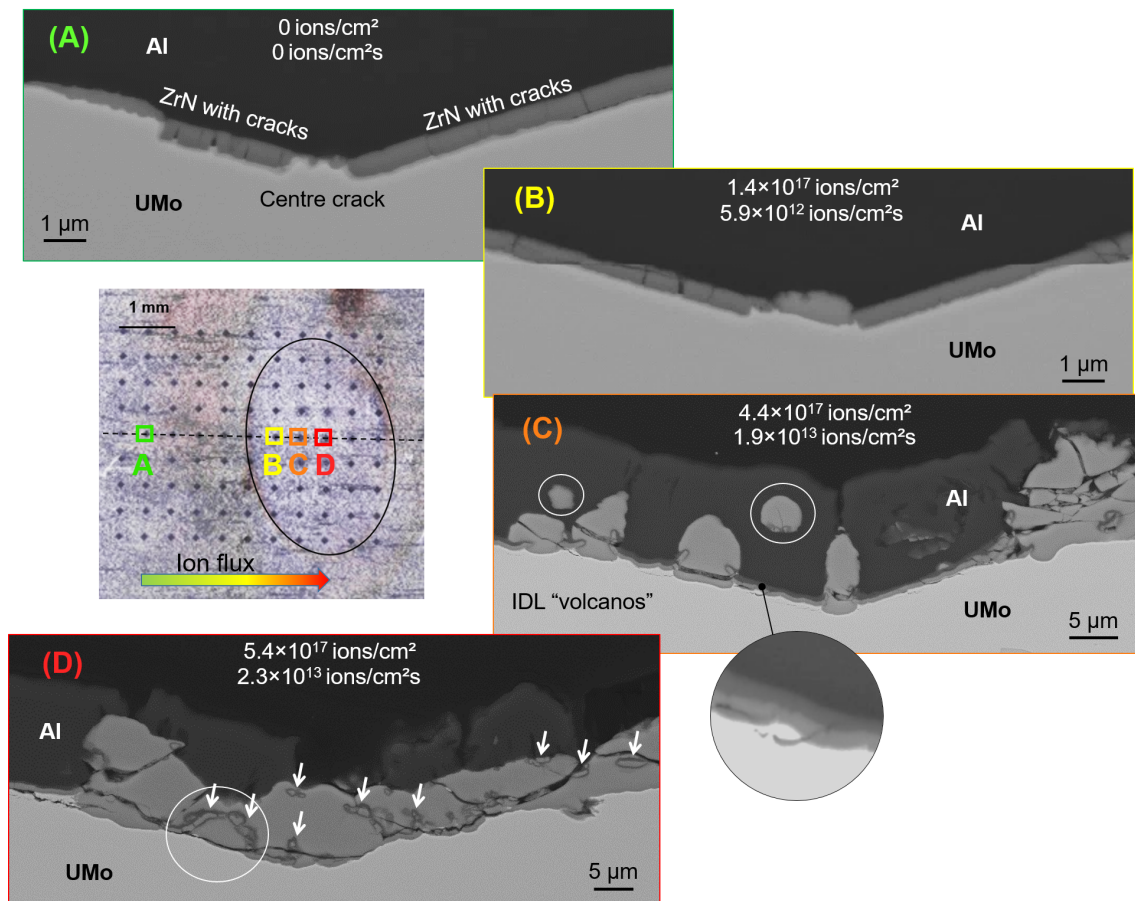 (A)
Al
0 ions/cm²
0 ions/cm²s
ZrN with cracks
ZrN with cracks
UMo
Centre crack
1 µm
(B)
1.4×10¹⁷ ions/cm²
5.9×10¹² ions/cm²s
Al
UMo
1 µm
1 mm
A
B
C
D
Ion flux
(C)
4.4×10¹⁷ ions/cm²
1.9×10¹³ ions/cm²s
Al
IDL “volcanos”
UMo
5 µm
(D)
5.4×10¹⁷ ions/cm²
2.3×10¹³ ions/cm²s
Al
UMo
5 µm